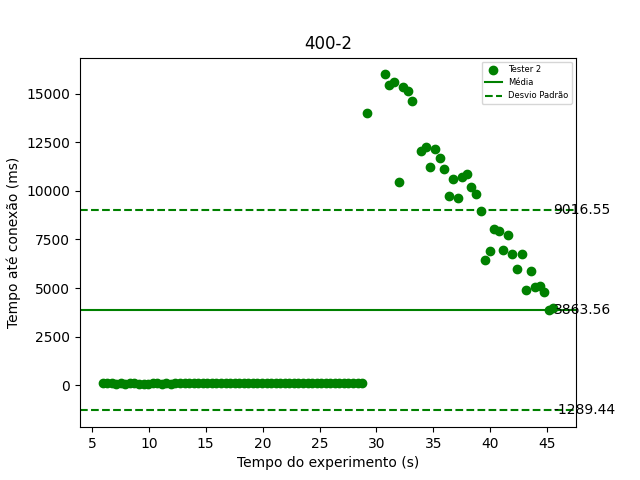 400-2
Tester 2
Média
Desvio Padrão
15000
12500
10000
7500
5000
2500
0
9016.55
3863.56
1289.44
5 10 15 20 25 30 35 40 45
Tempo até conexão (ms)
Tempo do experimento (s)